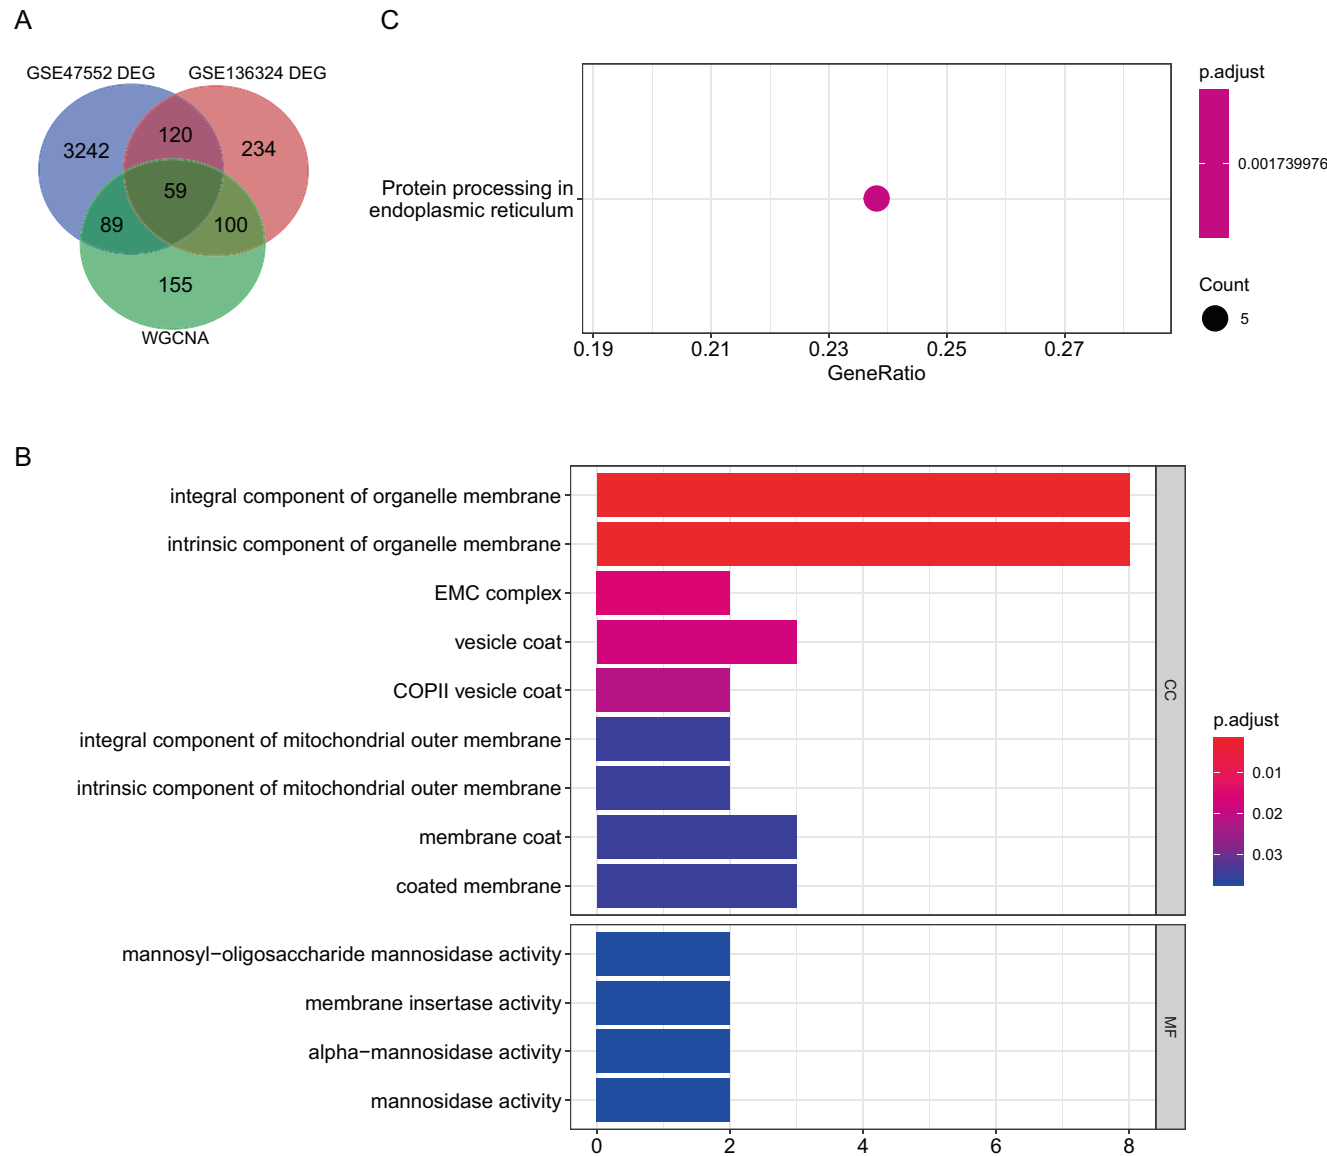 A
GSE47552 DEG
GSE136324 DEG
3242
120
234
59
89
100
155
WGCNA
C
Protein processing in
endoplasmic reticulum
0.19
0.21
0.23
0.25
0.27
GeneRatio
p.adjust
0.001739976
Count
5
B
integral component of organelle membrane
intrinsic component of organelle membrane
EMC complex
vesicle coat
COPII vesicle coat
integral component of mitochondrial outer membrane
intrinsic component of mitochondrial outer membrane
membrane coat
coated membrane
CC
mannosyl−oligosaccharide mannosidase activity
membrane insertase activity
alpha−mannosidase activity
mannosidase activity
MF
0
2
4
6
8
p.adjust
0.01
0.02
0.03